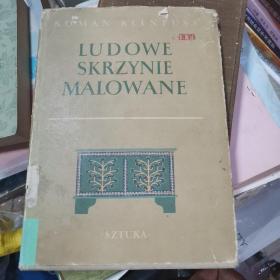 ROMAN REINFUSS
LUDOWE
SKRZYNIE
MALOWANE
SZTUKA